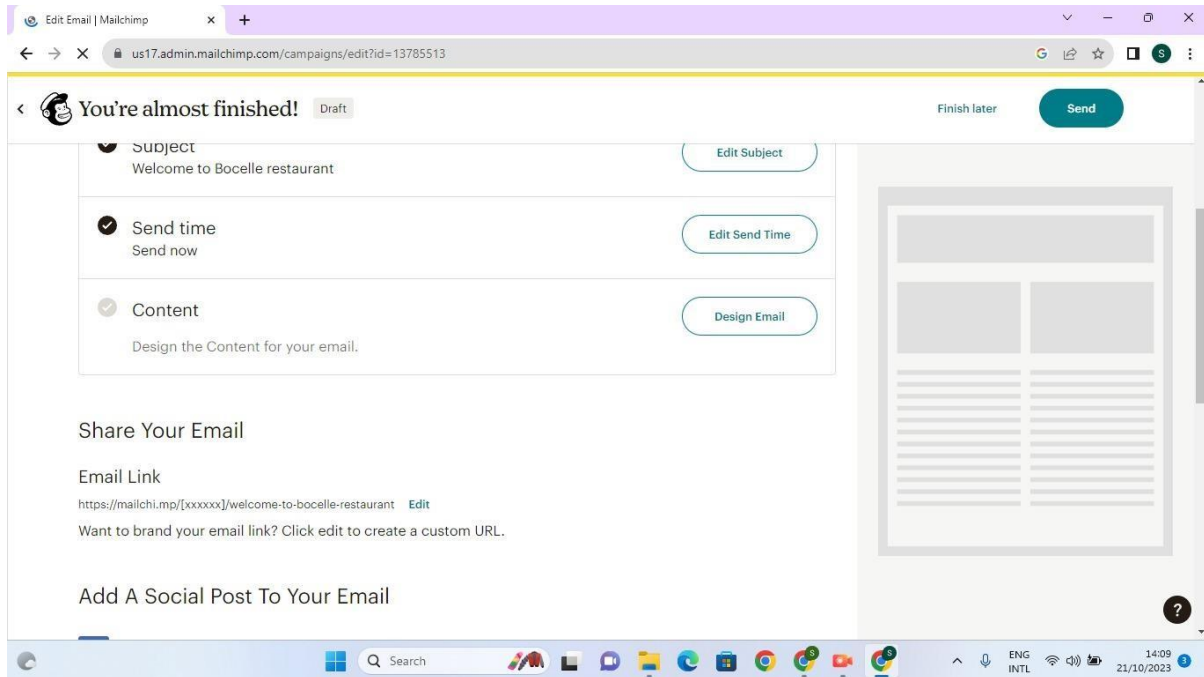 Edit Email | Mailchimp
us17.admin.mailchimp.com/campaigns/edit?id=13785513
G
S
You're almost finished!
Draft
Finish later
Send
Subject
Welcome to Bocelle restaurant
Edit Subject
Send time
Send now
Edit Send Time
Content
Design the Content for your email.
Design Email
Share Your Email
Email Link
https://mailchi.mp/[xxxxxx]/welcome-to-bocelle-restaurant Edit
Want to brand your email link? Click edit to create a custom URL.
Add A Social Post To Your Email
?
Search
S
S
ENG
INTL
14:09
21/10/2023
3